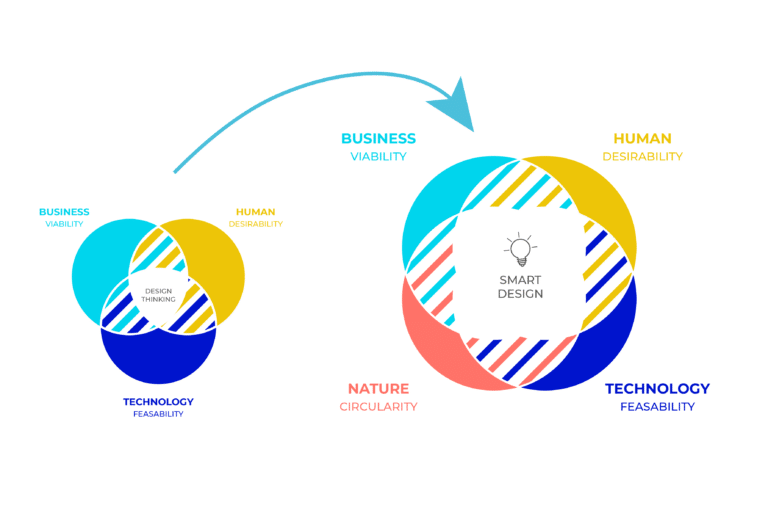 BUSINESS
VIABILITY
HUMAN
DESIRABILITY
DESIGN
THINKING
TECHNOLOGY
FEASABILITY
BUSINESS
VIABILITY
HUMAN
DESIRABILITY
SMART
DESIGN
NATURE
CIRCULARITY
TECHNOLOGY
FEASABILITY